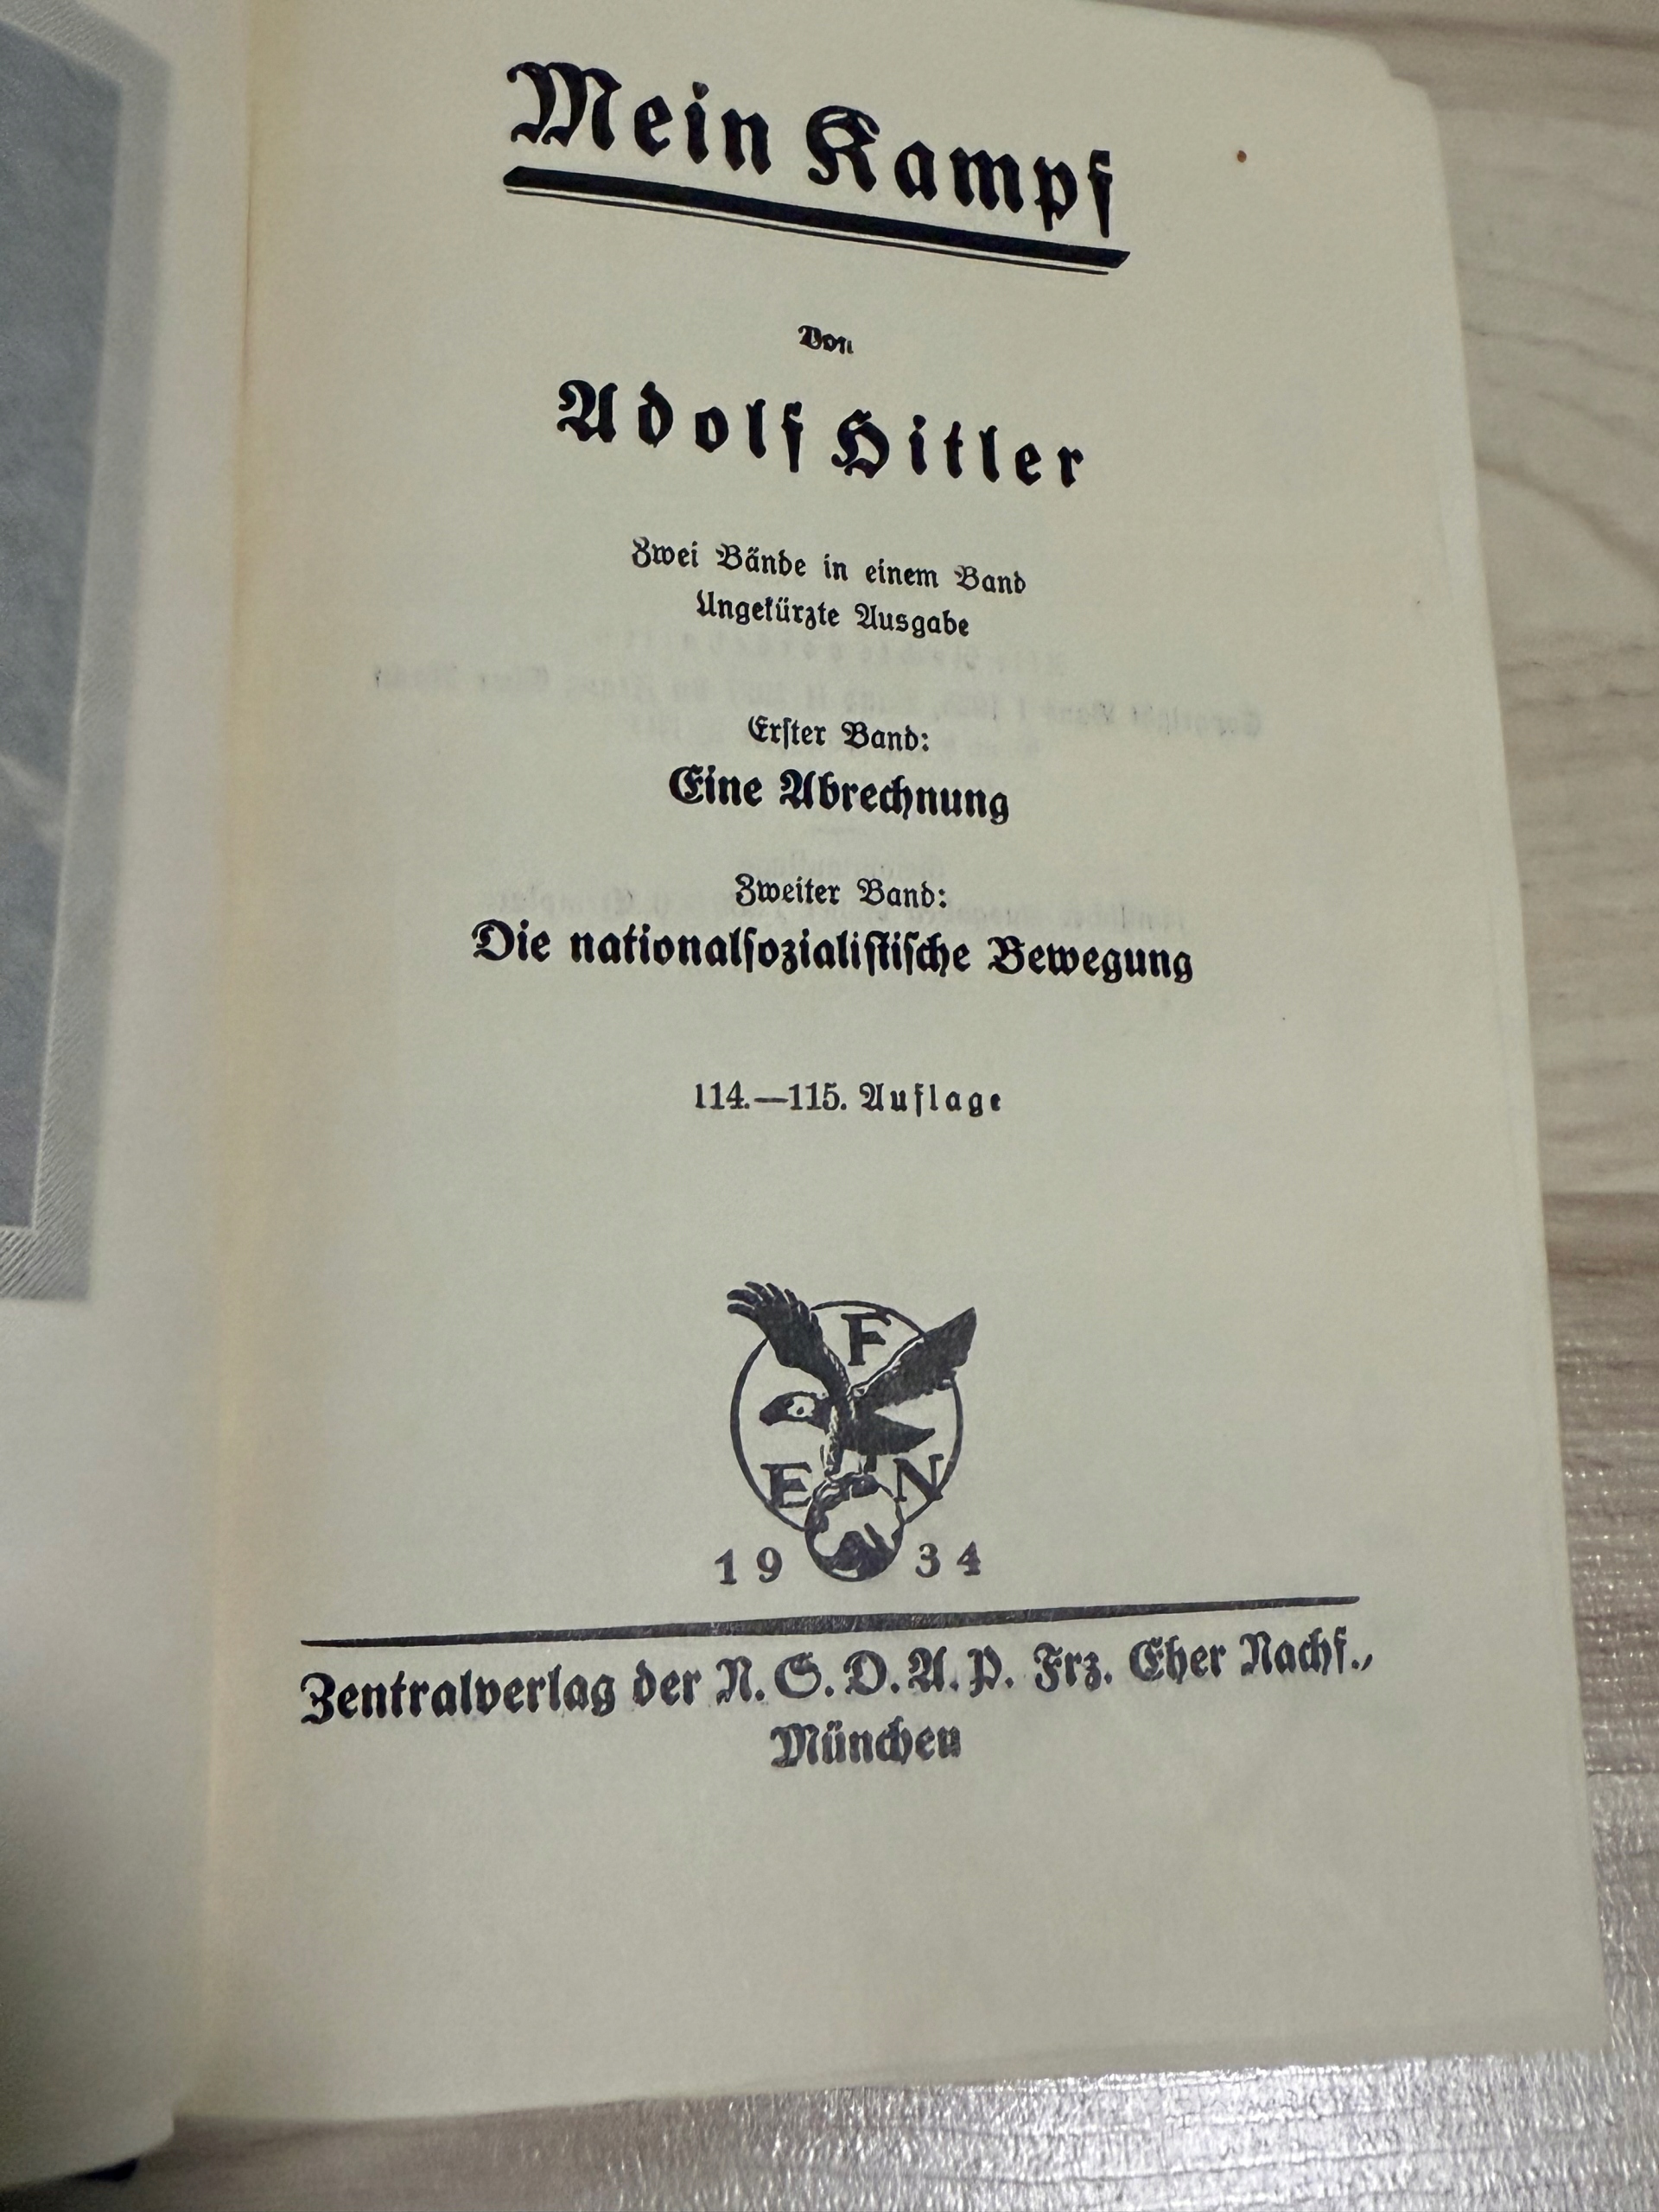 Mein Kampf
Von
Adolf Hitler
Zwei Bände in einem Band
Ungekürzte Ausgabe
Erſter Band:
Eine Abrechnung
Zweiter Band:
Die nationalſozialiſtiſche Bewegung
114.—115. Auflage
F
E N
19 34
Zentralverlag der N. S. D. A. P. Frz. Eher Nachf.,
München